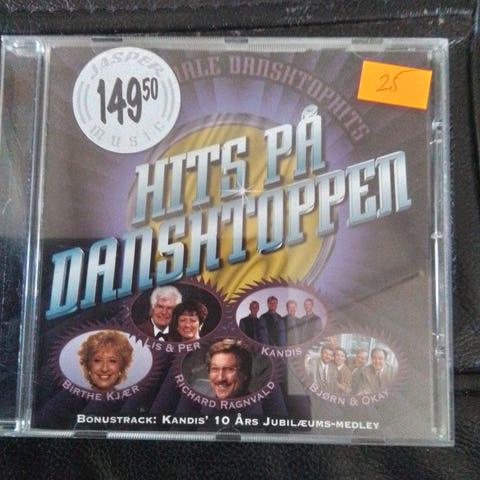 JASPER
149 50
MUSIC
DANSKTOPHITS
25
HITS PÅ
DANSKTOPPEN
LIS & PER
KANDIS
BIRTHE KJÆR
RICHARD RAGNVALD
BJØRN & OKAY
BONUSTRACK: KANDIS' 10 ÅRS JUBILÆUMS-MEDLEY